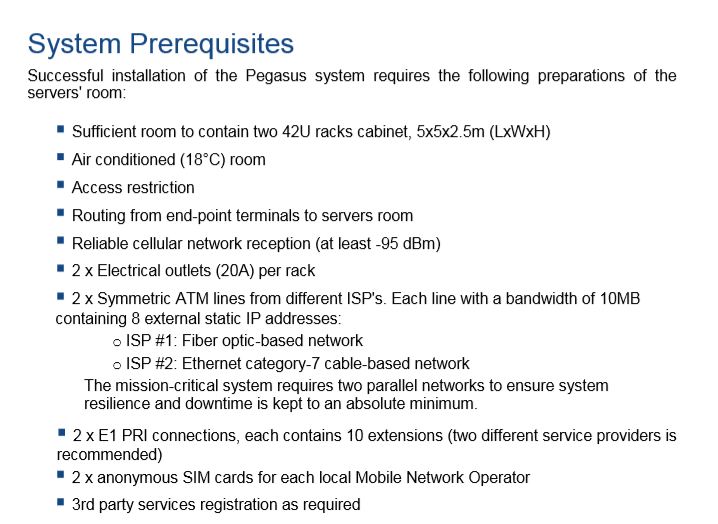 System Prerequisites
Successful installation of the Pegasus system requires the following preparations of the
servers' room:
▪ Sufficient room to contain two 42U racks cabinet, 5x5x2.5m (LxWxH)
▪ Air conditioned (18°C) room
▪ Access restriction
▪ Routing from end-point terminals to servers room
▪ Reliable cellular network reception (at least -95 dBm)
▪ 2 x Electrical outlets (20A) per rack
▪ 2 x Symmetric ATM lines from different ISP's. Each line with a bandwidth of 10MB
containing 8 external static IP addresses:
o ISP #1: Fiber optic-based network
o ISP #2: Ethernet category-7 cable-based network
The mission-critical system requires two parallel networks to ensure system
resilience and downtime is kept to an absolute minimum.
▪ 2 x E1 PRI connections, each contains 10 extensions (two different service providers is
recommended)
▪ 2 x anonymous SIM cards for each local Mobile Network Operator
▪ 3rd party services registration as required